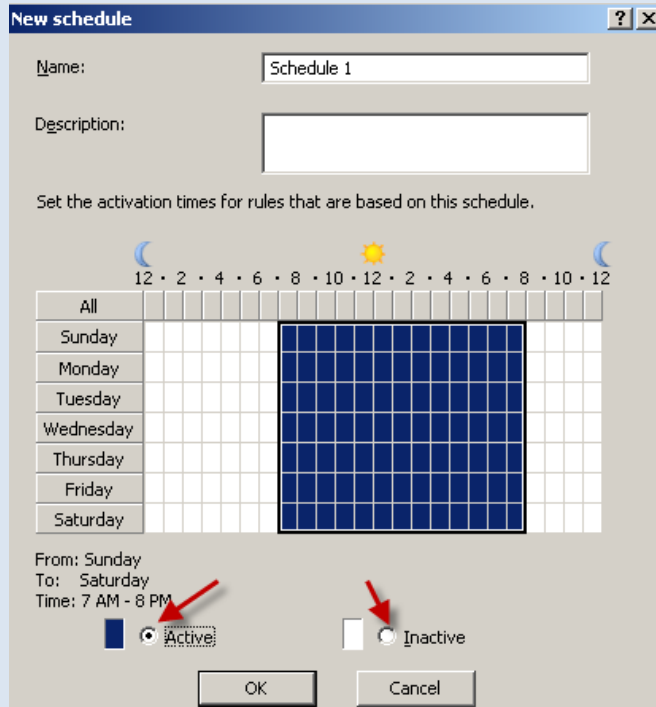 New schedule
Name: Schedule 1
Description:
Set the activation times for rules that are based on this schedule.
12 · 2 · 4 · 6 · 8 · 10 · 12 · 2 · 4 · 6 · 8 · 10 · 12
All
Sunday
Monday
Tuesday
Wednesday
Thursday
Friday
Saturday
From: Sunday
To: Saturday
Time: 7 AM - 8 PM
Active Inactive
OK Cancel